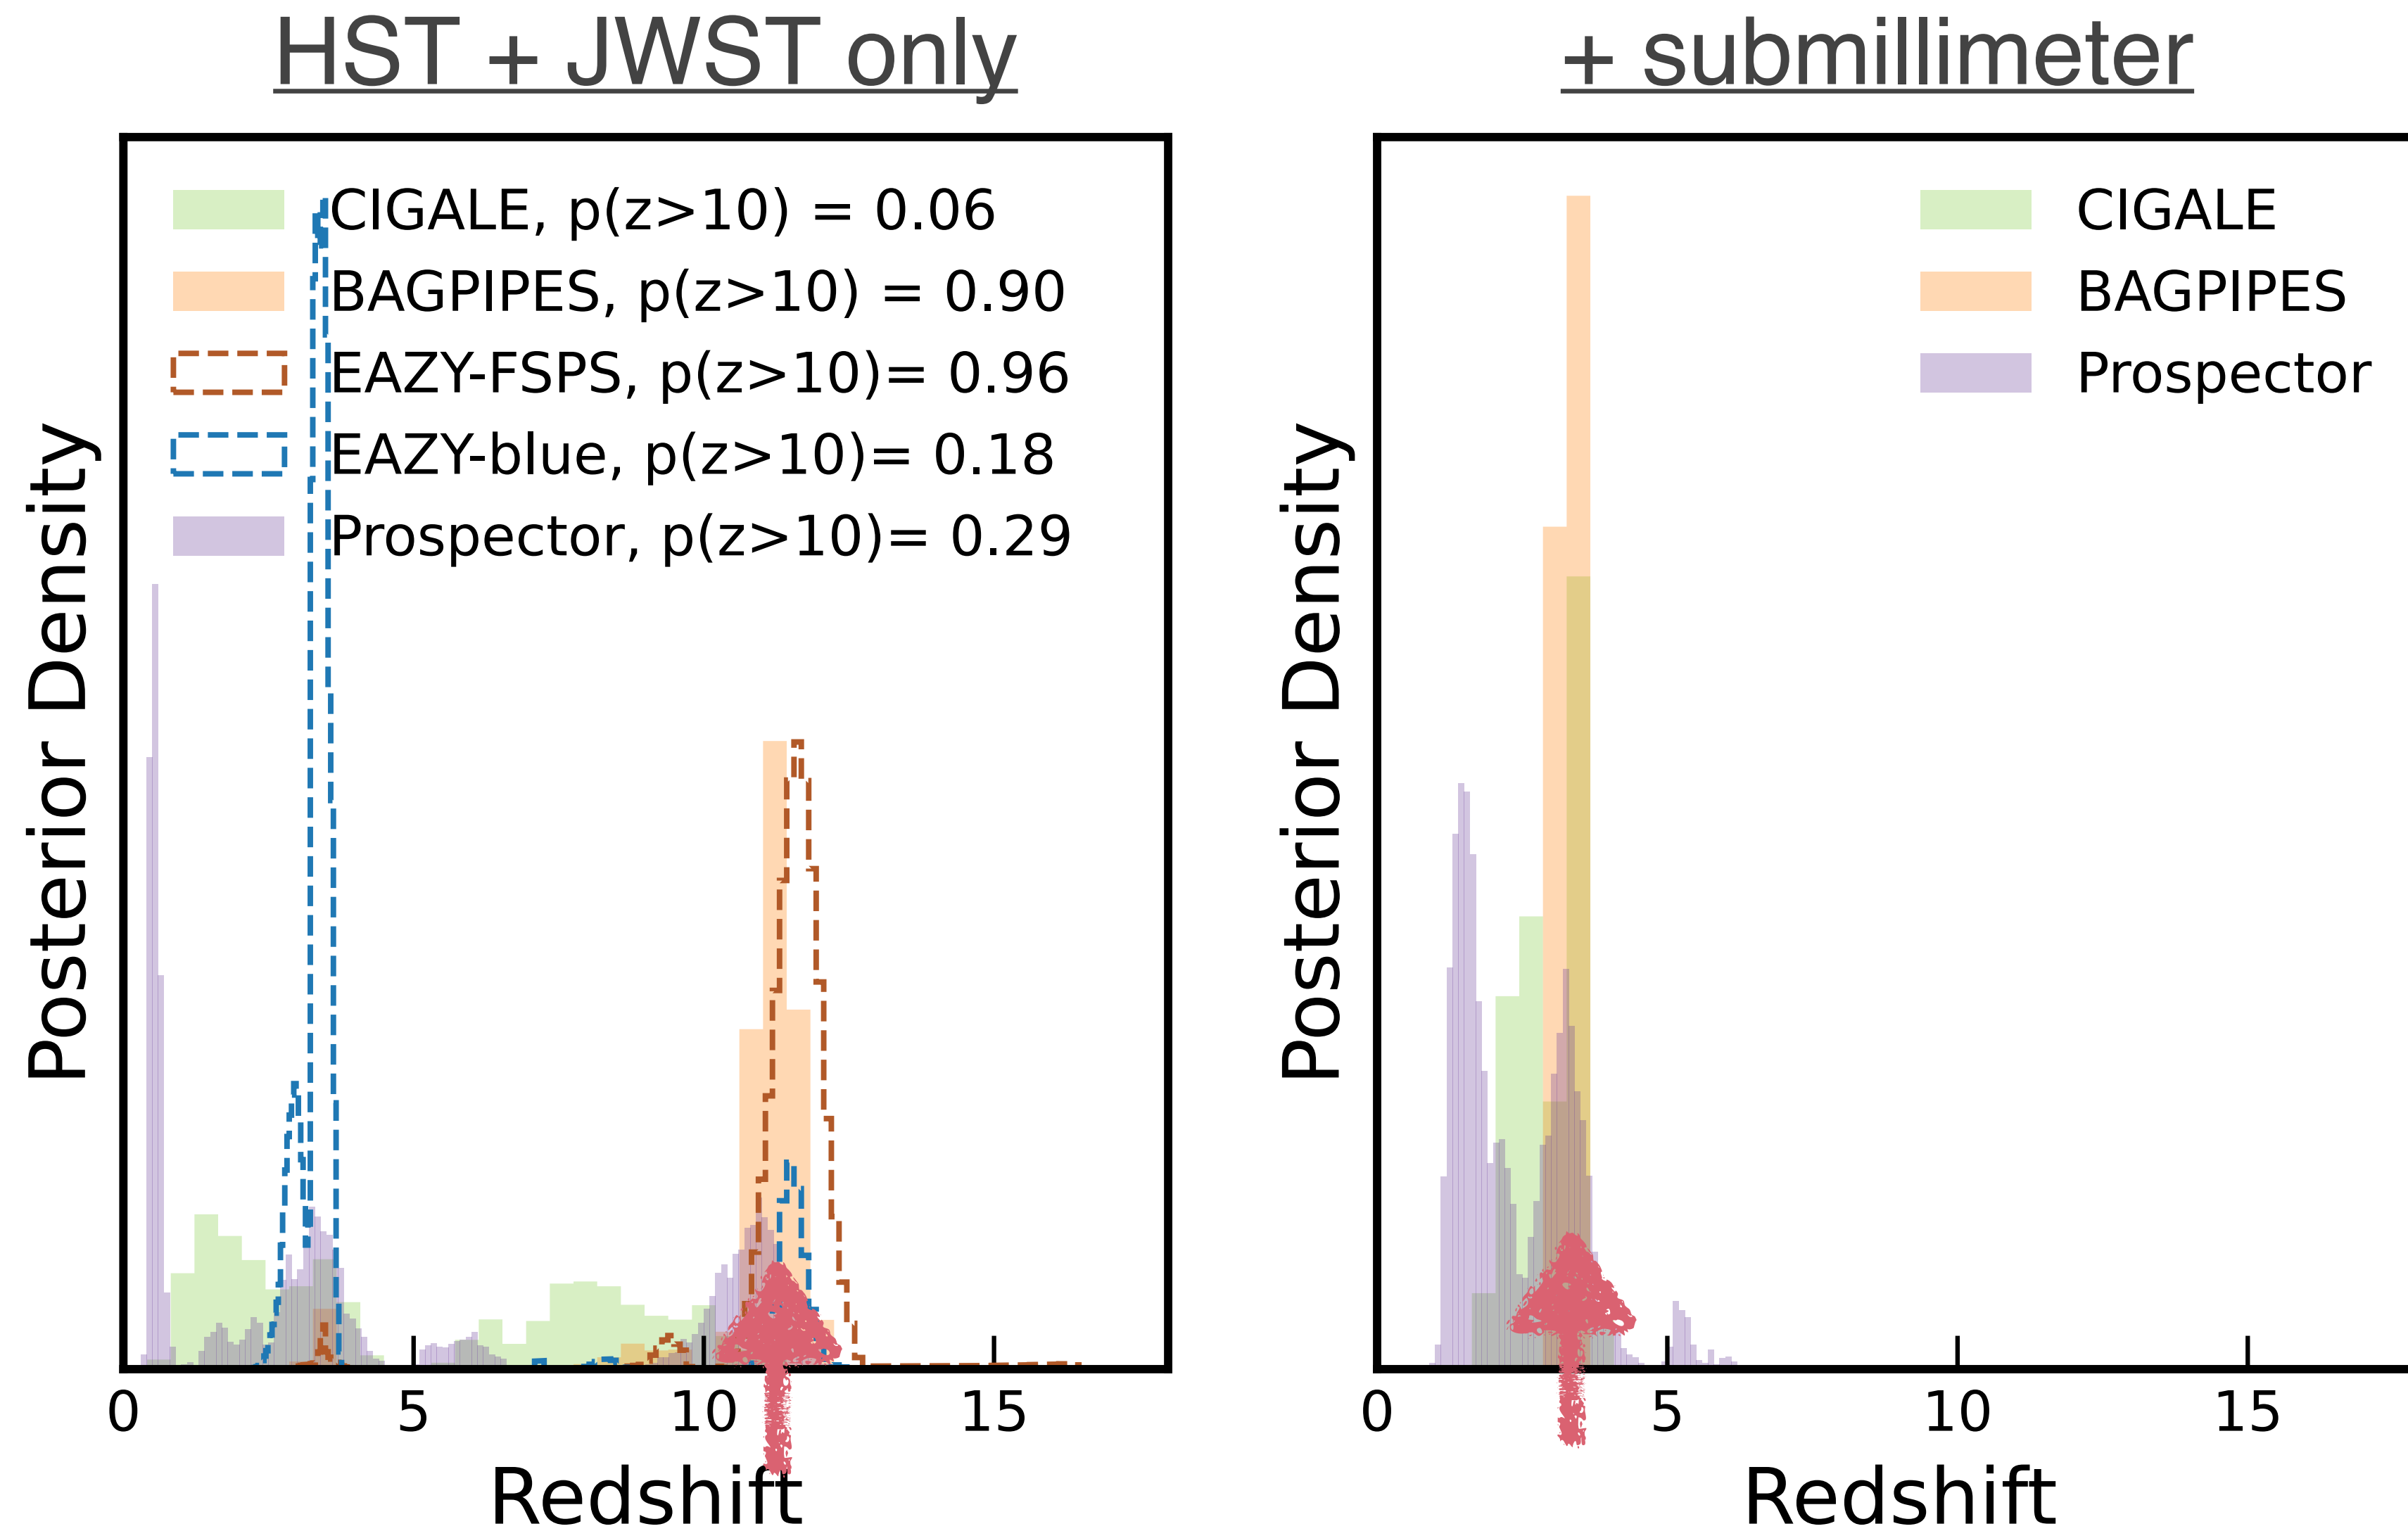 HST + JWST only
CIGALE, p(z>10) = 0.06
BAGPIPES, p(z>10) = 0.90
EAZY-FSPS, p(z>10)= 0.96
EAZY-blue, p(z>10)= 0.18
Prospector, p(z>10)= 0.29
Posterior Density
0 5 10 15
Redshift
+ submillimeter
CIGALE
BAGPIPES
Prospector
Posterior Density
0 5 10 15
Redshift